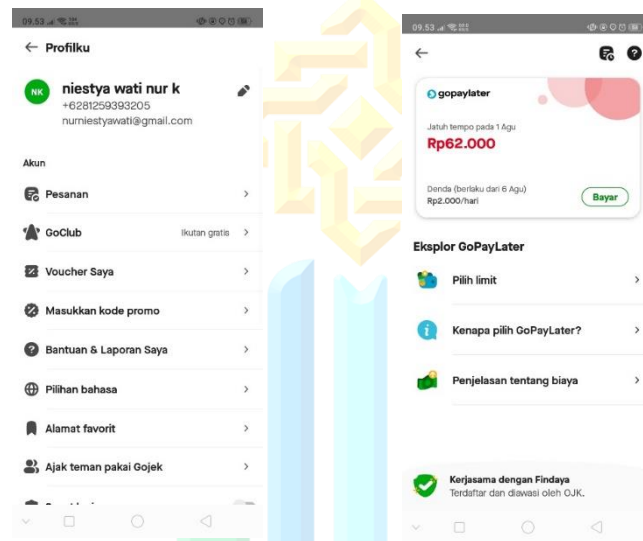 09.53
Profilku
NK
niestya wati nur k
+6281259393205
nurniestyawati@gmail.com
Akun
Pesanan
GoClub Ikutan gratis
Voucher Saya
Masukkan kode promo
Bantuan & Laporan Saya
Pilihan bahasa
Alamat favorit
Ajak teman pakai Gojek
09.53
gopaylater
Jatuh tempo pada 1 Agu
Rp62.000
Denda (berlaku dari 6 Agu)
Rp2.000/hari
Bayar
Eksplor GoPayLater
Pilih limit
Kenapa pilih GoPayLater?
Penjelasan tentang biaya
Kerjasama dengan Findaya
Terdaftar dan diawasi oleh OJK.